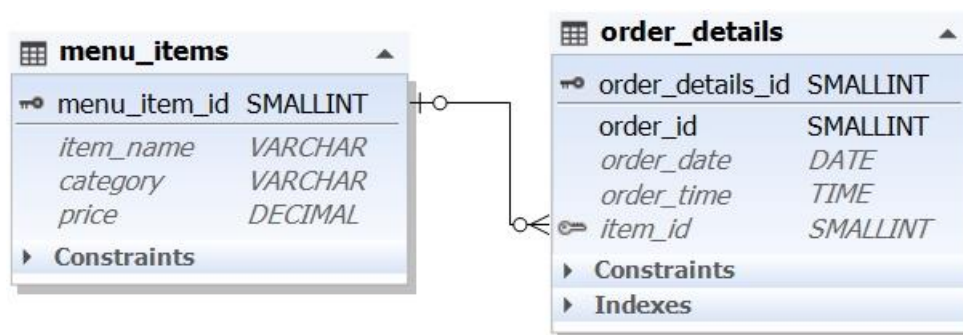 menu_items
menu_item_id SMALLINT
item_name VARCHAR
category VARCHAR
price DECIMAL
Constraints
order_details
order_details_id SMALLINT
order_id SMALLINT
order_date DATE
order_time TIME
item_id SMALLINT
Constraints
Indexes